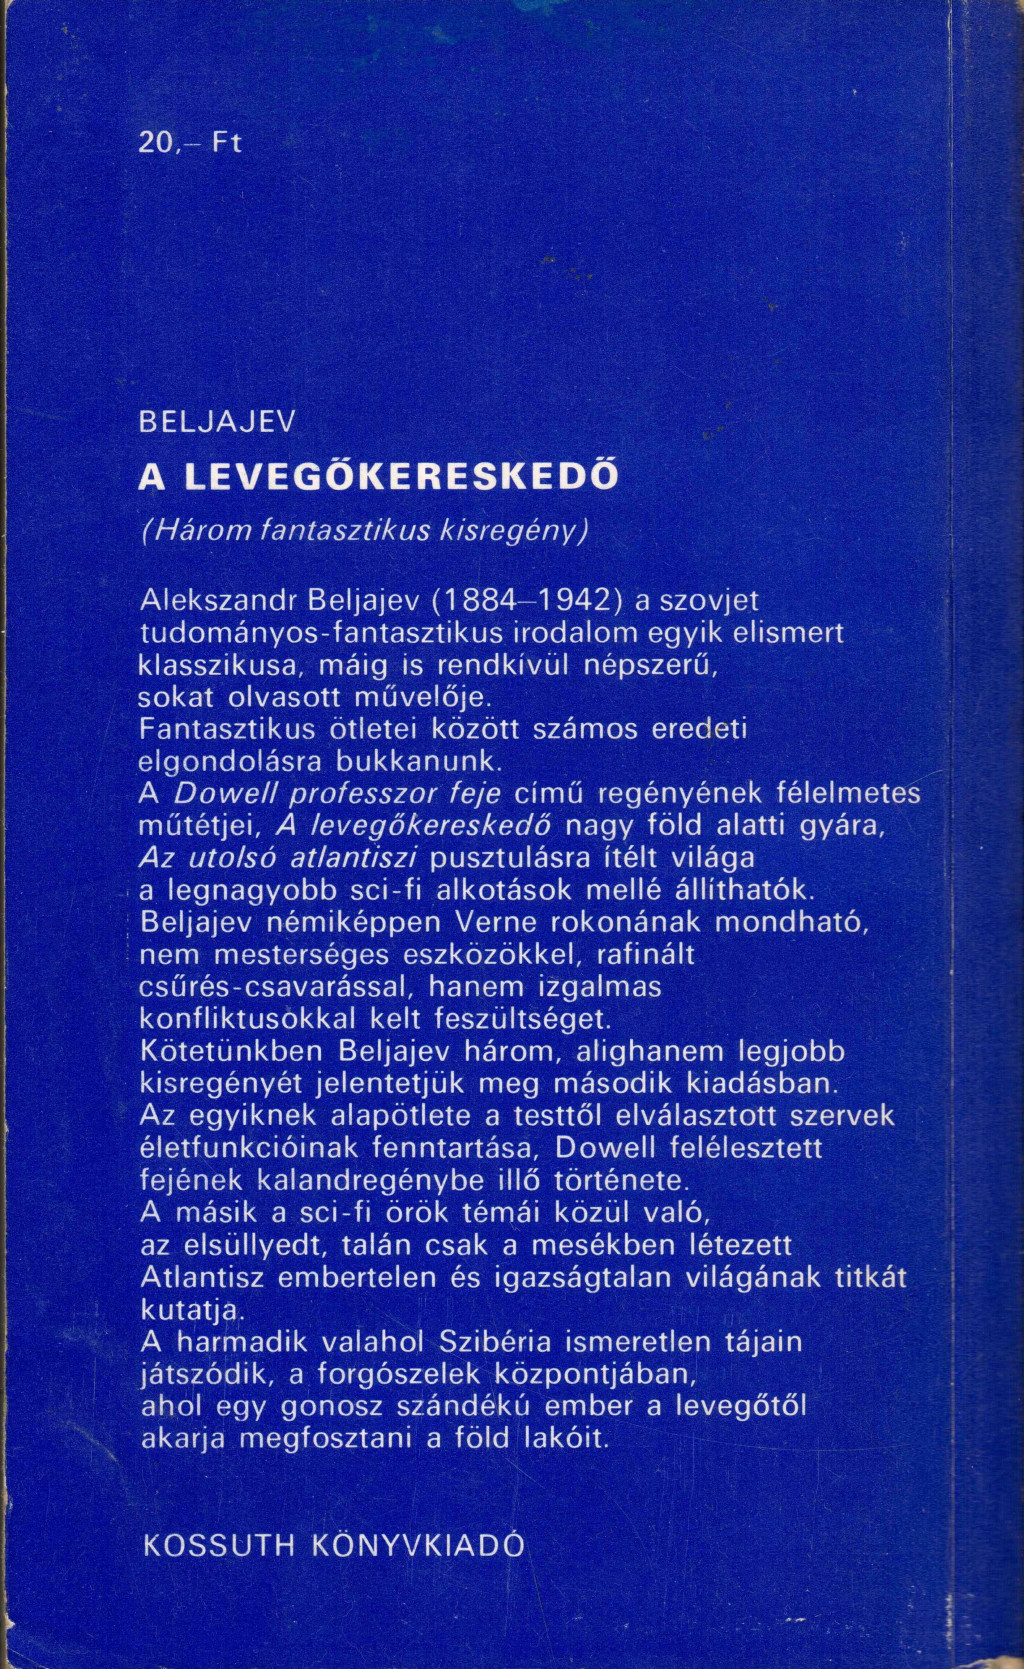 20,– Ft
BELJAJEV
A LEVEGŐKERESKEDŐ
(Három fantasztikus kisregény)
Alekszandr Beljajev (1884–1942) a szovjet
tudományos-fantasztikus irodalom egyik elismert
klasszikusa, máig is rendkívül népszerű,
sokat olvasott művelője.
Fantasztikus ötletei között számos eredeti
elgondolásra bukkanunk.
A Dowell professzor feje című regényének félelmetes
műtétjei, A levegőkereskedő nagy föld alatti gyára,
Az utolsó atlantiszi pusztulásra ítélt világa
a legnagyobb sci-fi alkotások mellé állíthatók.
Beljajev némiképpen Verne rokonának mondható,
nem mesterséges eszközökkel, rafinált
csűrés-csavarással, hanem izgalmas
konfliktusokkal kelt feszültséget.
Kötetünkben Beljajev három, alighanem legjobb
kisregényét jelentetjük meg második kiadásban.
Az egyiknek alapötlete a testtől elválasztott szervek
életfunkcióinak fenntartása, Dowell felélesztett
fejének kalandregénybe illő története.
A másik a sci-fi örök témái közül való,
az elsüllyedt, talán csak a mesékben létezett
Atlantisz embertelen és igazságtalan világának titkát
kutatja.
A harmadik valahol Szibéria ismeretlen tájain
játszódik, a forgószelek központjában,
ahol egy gonosz szándékú ember a levegőtől
akarja megfosztani a föld lakóit.
KOSSUTH KÖNYVKIADÓ